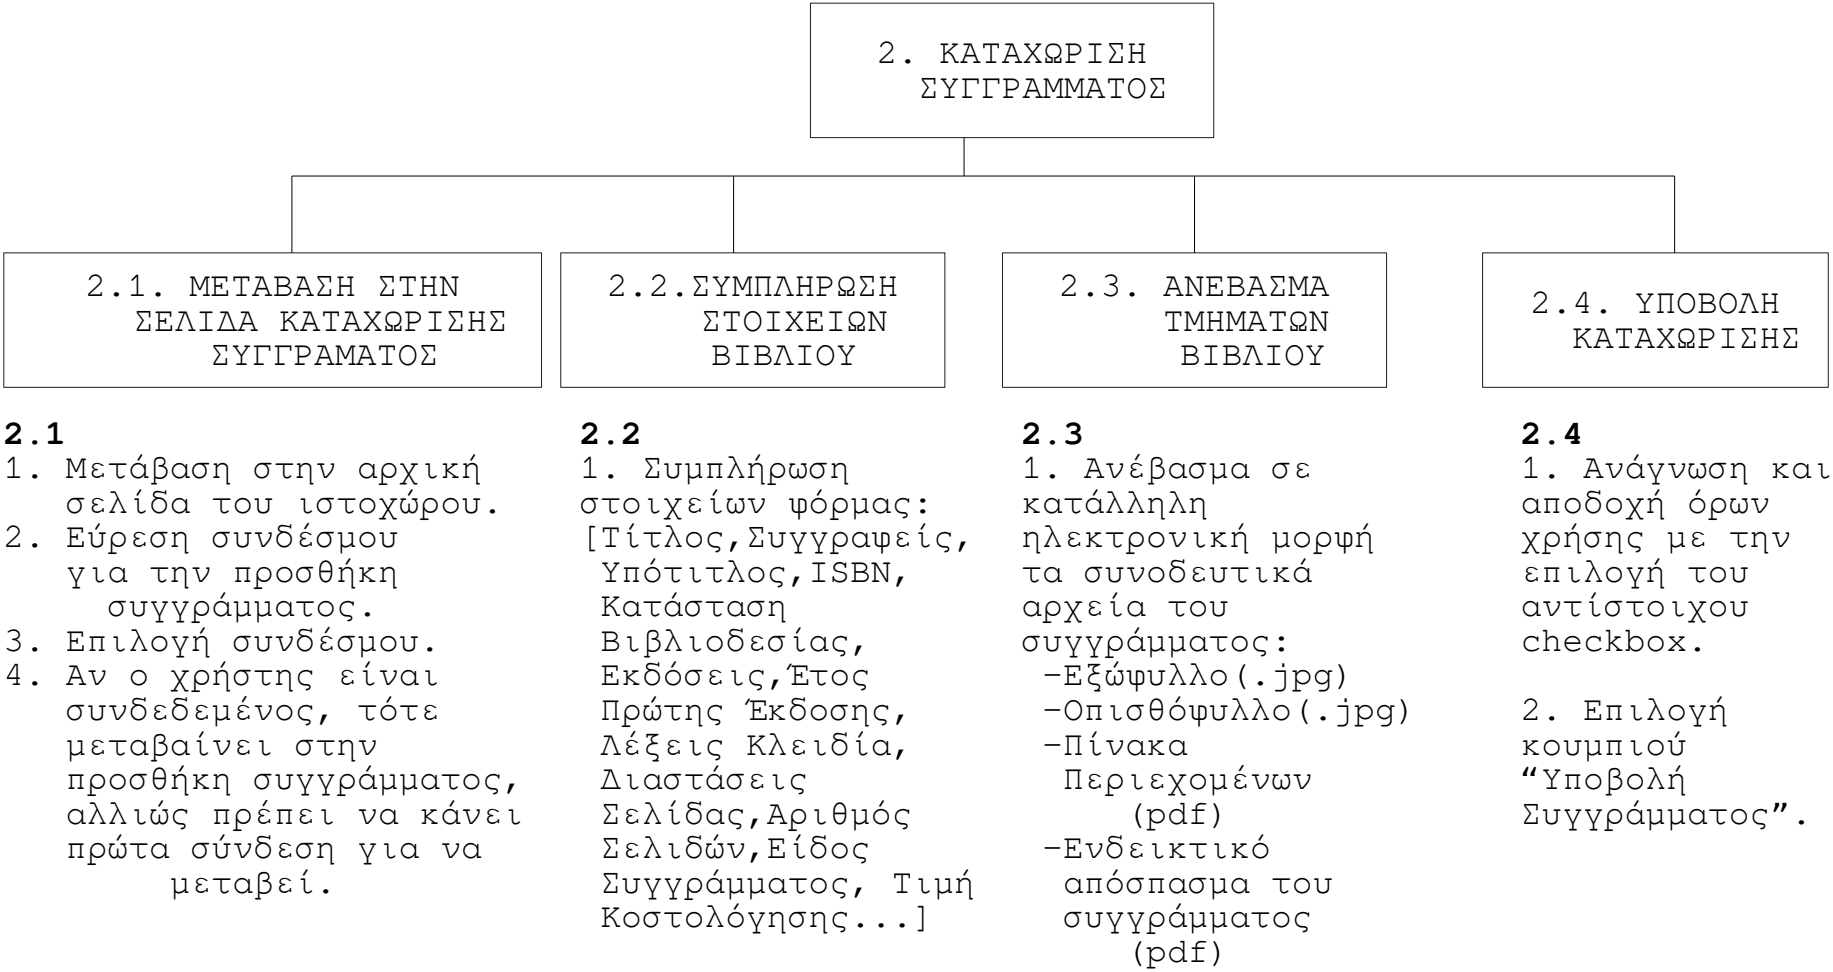 2. ΚΑΤΑΧΩΡΙΣΗ
ΣΥΓΓΡΑΜΜΑΤΟΣ
2.1. ΜΕΤΑΒΑΣΗ ΣΤΗΝ
ΣΕΛΙΔΑ ΚΑΤΑΧΩΡΙΣΗΣ
ΣΥΓΓΡΑΜΑΤΟΣ
2.2.ΣΥΜΠΛΗΡΩΣΗ
ΣΤΟΙΧΕΙΩΝ
ΒΙΒΛΙΟΥ
2.3. ΑΝΕΒΑΣΜΑ
ΤΜΗΜΑΤΩΝ
ΒΙΒΛΙΟΥ
2.4. ΥΠΟΒΟΛΗ
ΚΑΤΑΧΩΡΙΣΗΣ
2.1
1. Μετάβαση στην αρχική
σελίδα του ιστοχώρου.
2. Εύρεση συνδέσμου
για την προσθήκη
συγγράμματος.
3. Επιλογή συνδέσμου.
4. Αν ο χρήστης είναι
συνδεδεμένος, τότε
μεταβαίνει στην
προσθήκη συγγράμματος,
αλλιώς πρέπει να κάνει
πρώτα σύνδεση για να
μεταβεί.
2.2
1. Συμπλήρωση
στοιχείων φόρμας:
[Τίτλος,Συγγραφείς,
Υπότιτλος,ISBN,
Κατάσταση
Βιβλιοδεσίας,
Εκδόσεις,Έτος
Πρώτης Έκδοσης,
Λέξεις Κλειδία,
Διαστάσεις
Σελίδας,Αριθμός
Σελιδών,Είδος
Συγγράμματος, Τιμή
Κοστολόγησης...]
2.3
1. Ανέβασμα σε
κατάλληλη
ηλεκτρονική μορφή
τα συνοδευτικά
αρχεία του
συγγράμματος:
-Εξώφυλλο(.jpg)
-Οπισθόφυλλο(.jpg)
-Πίνακα
Περιεχομένων
(pdf)
-Ενδεικτικό
απόσπασμα του
συγγράμματος
(pdf)
2.4
1. Ανάγνωση και
αποδοχή όρων
χρήσης με την
επιλογή του
αντίστοιχου
checkbox.
2. Επιλογή
κουμπιού
“Υποβολή
Συγγράμματος”.